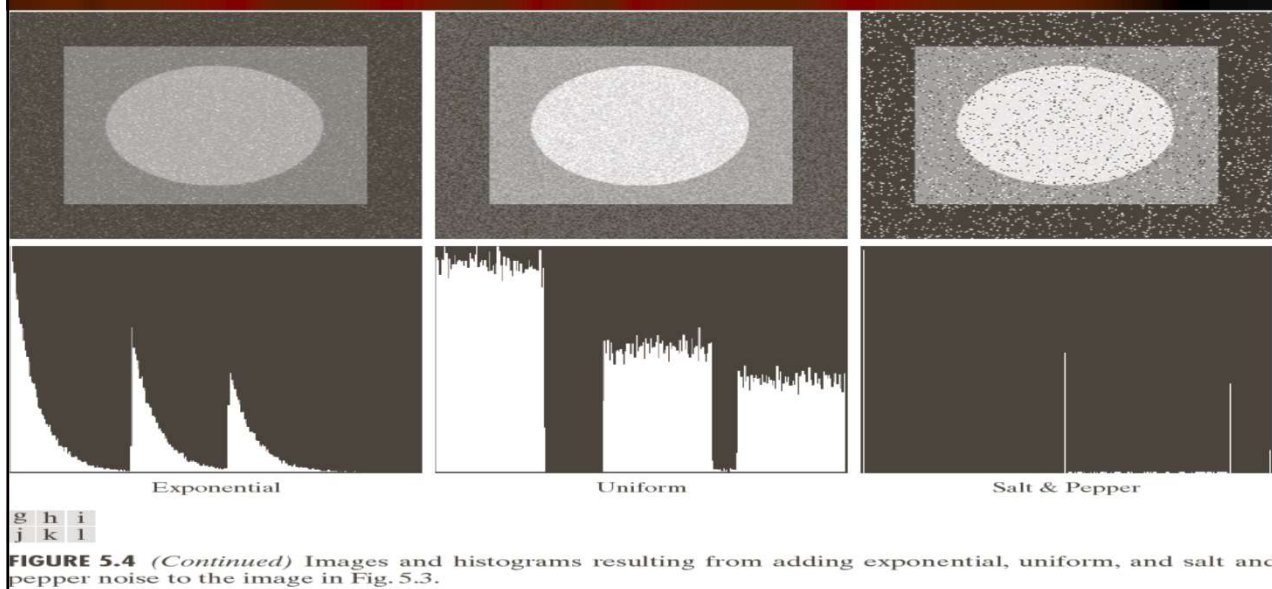 Exponential Uniform Salt & Pepper
g h i
j k l
FIGURE 5.4 (Continued) Images and histograms resulting from adding exponential, uniform, and salt and
pepper noise to the image in Fig. 5.3.